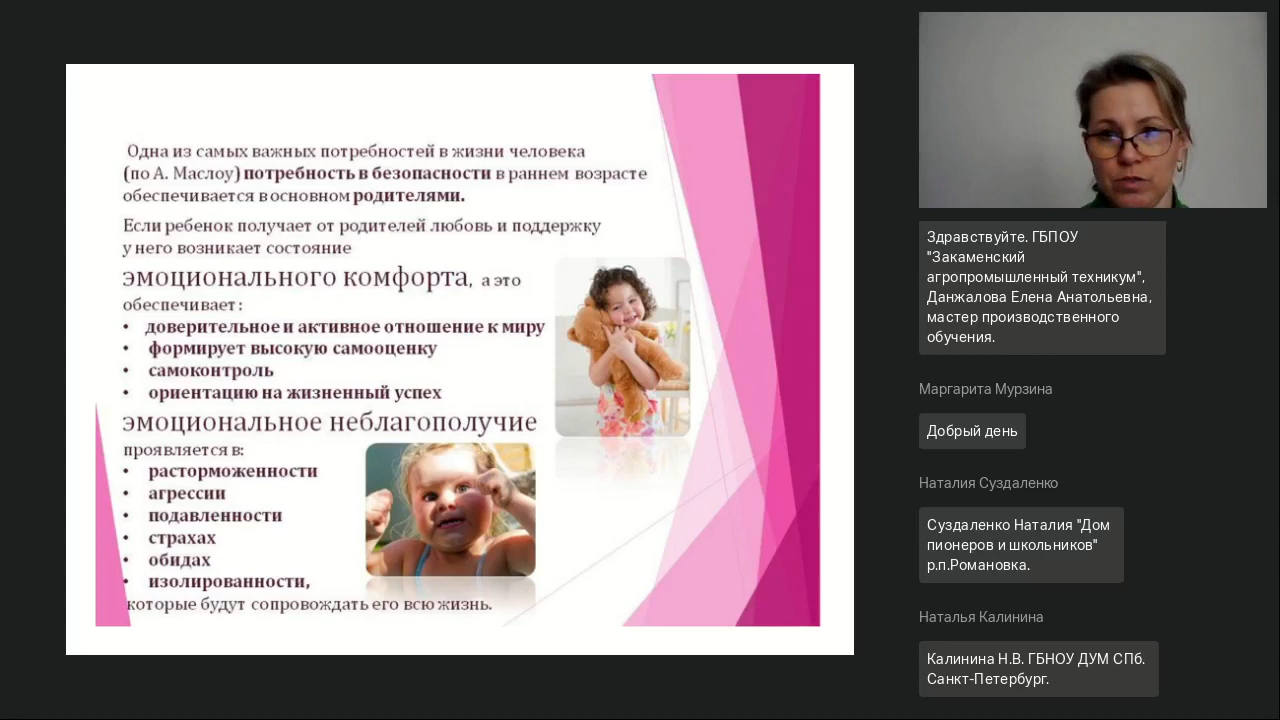 Одна из самых важных потребностей в жизни человека
(по А. Маслоу) потребность в безопасности в раннем возрасте
обеспечивается в основном родителями.
Если ребенок получает от родителей любовь и поддержку
у него возникает состояние
эмоционального комфорта, а это
обеспечивает:
• доверительное и активное отношение к миру
• формирует высокую самооценку
• самоконтроль
• ориентацию на жизненный успех
эмоциональное неблагополучие
проявляется в:
• расторможенности
• агрессии
• подавленности
• страхах
• обидах
• изолированности,
которые будут сопровождать его всю жизнь.
Здравствуйте. ГБПОУ
"Закаменский
агропромышленный техникум",
Данжалова Елена Анатольевна,
мастер производственного
обучения.
Маргарита Мурзина
Добрый день
Наталия Суздаленко
Суздаленко Наталия "Дом
пионеров и школьников"
р.п.Романовка.
Наталья Калинина
Калинина Н.В. ГБНОУ ДУМ СПб.
Санкт-Петербург.